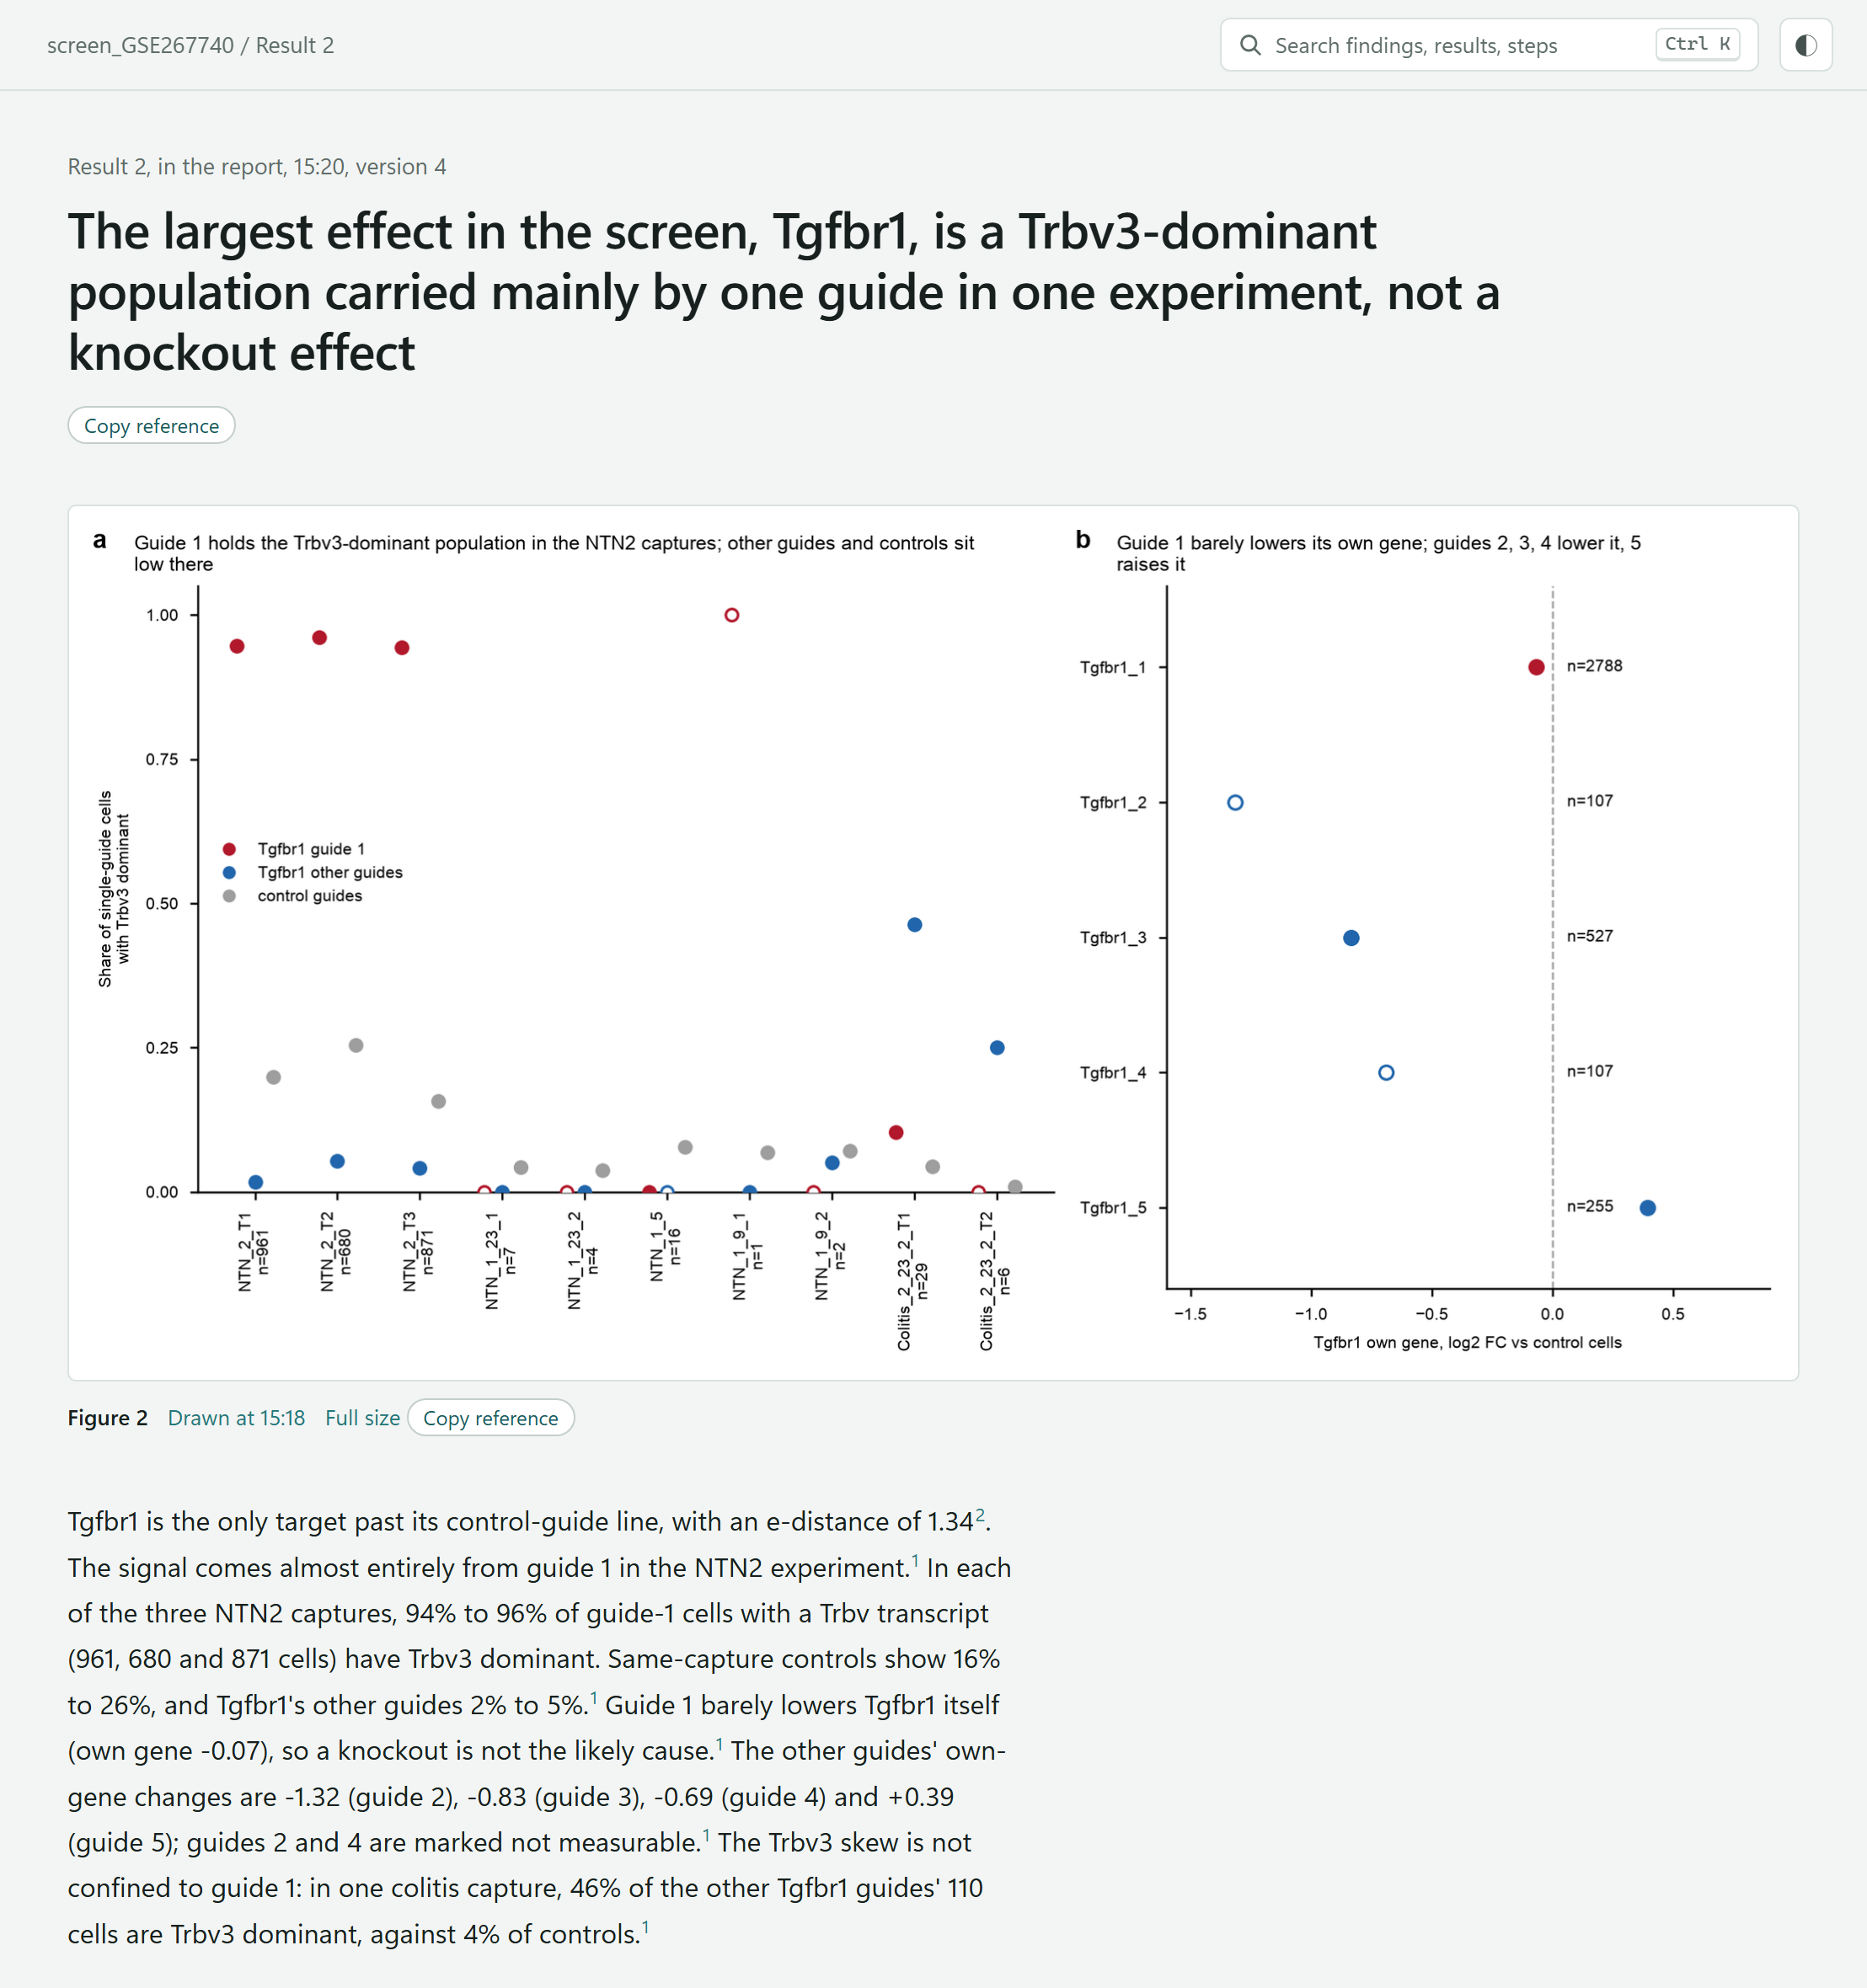 screen_GSE267740 / Result 2
Search findings, results, steps
Ctrl K
Result 2, in the report, 15:20, version 4
The largest effect in the screen, Tgfbr1, is a Trbv3-dominant
population carried mainly by one guide in one experiment, not a
knockout effect
Copy reference
a
Guide 1 holds the Trbv3-dominant population in the NTN2 captures; other guides and controls sit
low there
Share of single-guide cells
with Trbv3 dominant
1.00
0.75
0.50
0.25
0.00
Tgfbr1 guide 1
Tgfbr1 other guides
control guides
NTN_2_T1
n=961
NTN_2_T2
n=680
NTN_2_T3
n=871
NTN_1_23_1
n=7
NTN_1_23_2
n=4
NTN_1_5
n=16
NTN_1_9_1
n=1
NTN_1_9_2
n=2
Colitis_2_23_2_T1
n=29
Colitis_2_23_2_T2
n=6
b
Guide 1 barely lowers its own gene; guides 2, 3, 4 lower it, 5
raises it
Tgfbr1_1
n=2788
Tgfbr1_2
n=107
Tgfbr1_3
n=527
Tgfbr1_4
n=107
Tgfbr1_5
n=255
−1.5
−1.0
−0.5
0.0
0.5
Tgfbr1 own gene, log2 FC vs control cells
Figure 2
Drawn at 15:18
Full size
Copy reference
Tgfbr1 is the only target past its control-guide line, with an e-distance of 1.34².
The signal comes almost entirely from guide 1 in the NTN2 experiment.¹ In each
of the three NTN2 captures, 94% to 96% of guide-1 cells with a Trbv transcript
(961, 680 and 871 cells) have Trbv3 dominant. Same-capture controls show 16%
to 26%, and Tgfbr1's other guides 2% to 5%.¹ Guide 1 barely lowers Tgfbr1 itself
(own gene -0.07), so a knockout is not the likely cause.¹ The other guides' own-
gene changes are -1.32 (guide 2), -0.83 (guide 3), -0.69 (guide 4) and +0.39
(guide 5); guides 2 and 4 are marked not measurable.¹ The Trbv3 skew is not
confined to guide 1: in one colitis capture, 46% of the other Tgfbr1 guides' 110
cells are Trbv3 dominant, against 4% of controls.¹